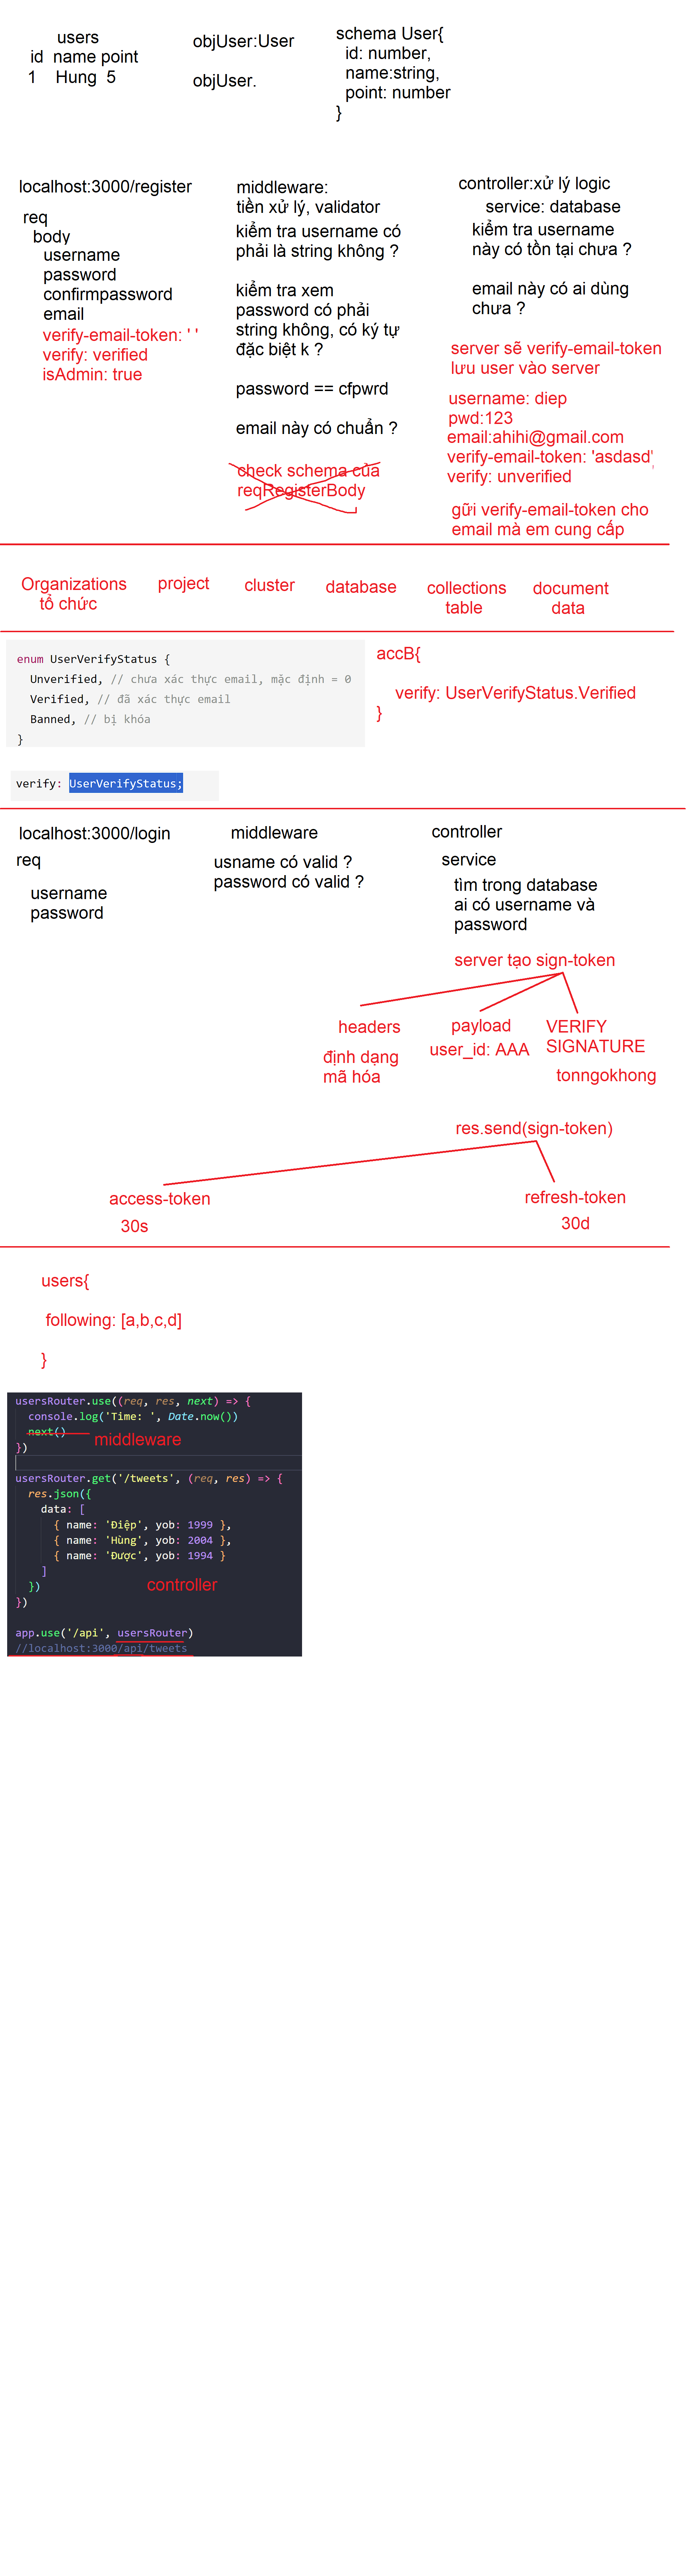 users
id  name point
1    Hung  5
objUser:User
objUser.
schema User{
id: number,
name:string,
point: number
}
localhost:3000/register
req
body
username
password
confirmpassword
email
verify-email-token: ' '
verify: verified
isAdmin: true
middleware:
tiền xử lý, validator
kiểm tra username có
phải là string không ?
kiểm tra xem
password có phải
string không, có ký tự
đặc biệt k ?
password == cfpwrd
email này có chuẩn ?
check schema của
reqRegisterBody
controller:xử lý logic
service: database
kiểm tra username
này có tồn tại chưa ?
email này có ai dùng
chưa ?
server sẽ verify-email-token
lưu user vào server
username: diep
pwd:123
email:ahihi@gmail.com
verify-email-token: 'asdasd'
verify: unverified
gữi verify-email-token cho
email mà em cung cấp
Organizations
tổ chức
project
cluster
database
collections
table
document
data
enum UserVerifyStatus {
Unverified, // chưa xác thực email, mặc định = 0
Verified, // đã xác thực email
Banned, // bị khóa
}
accB{
verify: UserVerifyStatus.Verified
}
verify: UserVerifyStatus;
localhost:3000/login
req
username
password
middleware
usname có valid ?
password có valid ?
controller
service
tìm trong database
ai có username và
password
server tạo sign-token
headers
định dạng
mã hóa
payload
user_id: AAA
VERIFY
SIGNATURE
tonngokhong
res.send(sign-token)
access-token
30s
refresh-token
30d
users{
following: [a,b,c,d]
}
usersRouter.use((req, res, next) => {
console.log('Time: ', Date.now())
next()
middleware
})
usersRouter.get('/tweets', (req, res) => {
res.json({
data: [
{ name: 'Điệp', yob: 1999 },
{ name: 'Hùng', yob: 2004 },
{ name: 'Được', yob: 1994 }
]
})
controller
})
app.use('/api', usersRouter)
//localhost:3000/api/tweets